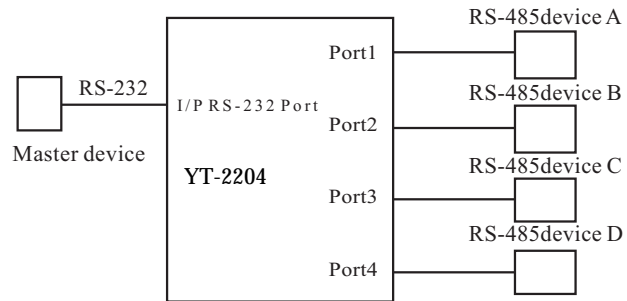 RS-485device A
Port1
RS-232
I/P RS-232 Port
RS-485device B
Port2
Master device
YT-2204
RS-485device C
Port3
RS-485device D
Port4